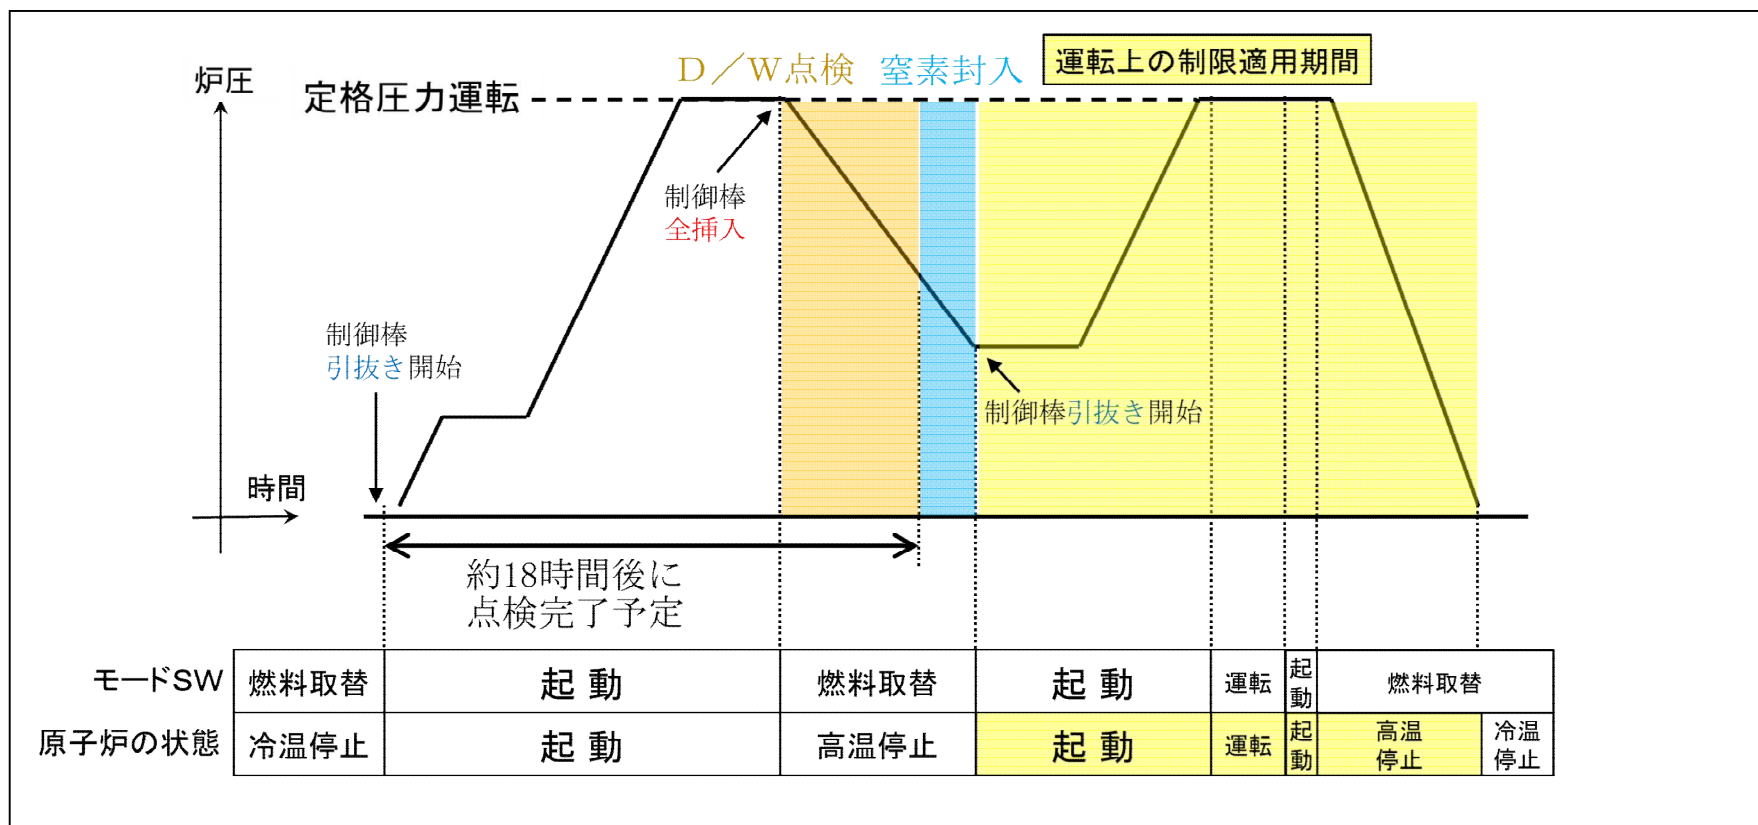 D／W点検 窒素封入 運転上の制限適用期間
炉圧
定格圧力運転
制御棒
全挿入
制御棒
引抜き開始
制御棒引抜き開始
時間
約18時間後に
点検完了予定
モードSW 燃料取替 起動 燃料取替 起動 運転 起動 燃料取替
原子炉の状態 冷温停止 起動 高温停止 起動 運転 起動 高温停止 冷温停止